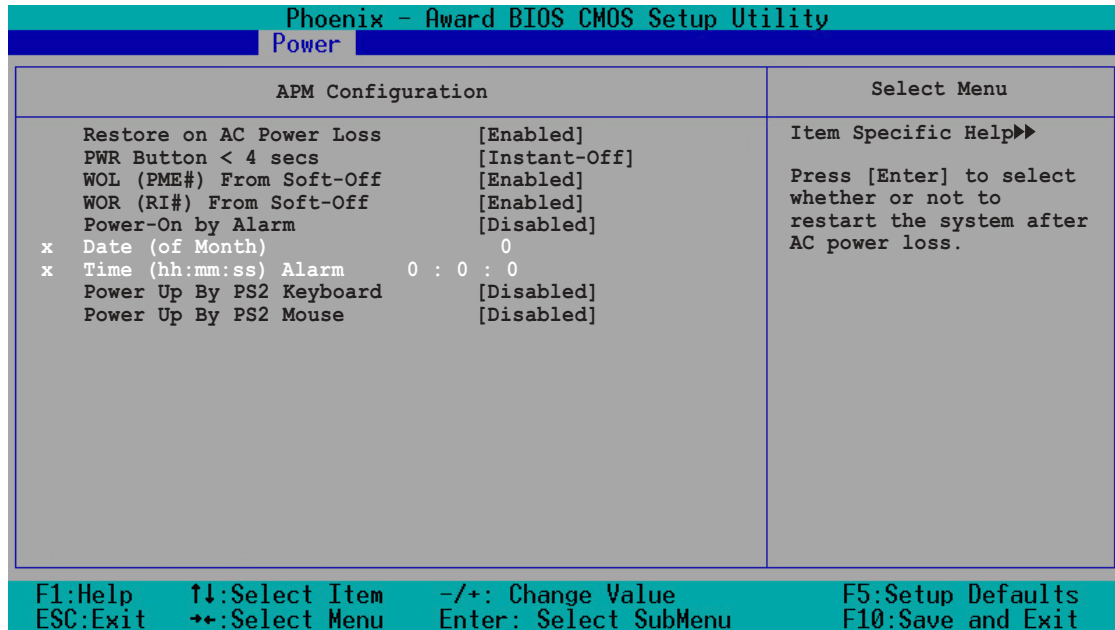 Phoenix - Award BIOS CMOS Setup Utility
Power
APM Configuration
Restore on AC Power Loss [Enabled]
PWR Button < 4 secs [Instant-Off]
WOL (PME#) From Soft-Off [Enabled]
WOR (RI#) From Soft-Off [Enabled]
Power-On by Alarm [Disabled]
x Date (of Month) 0
x Time (hh:mm:ss) Alarm 0 : 0 : 0
Power Up By PS2 Keyboard [Disabled]
Power Up By PS2 Mouse [Disabled]
Select Menu
Item Specific Help▶▶
Press [Enter] to select
whether or not to
restart the system after
AC power loss.
F1:Help ↑↓:Select Item -/+: Change Value F5:Setup Defaults
ESC:Exit →←:Select Menu Enter: Select SubMenu F10:Save and Exit